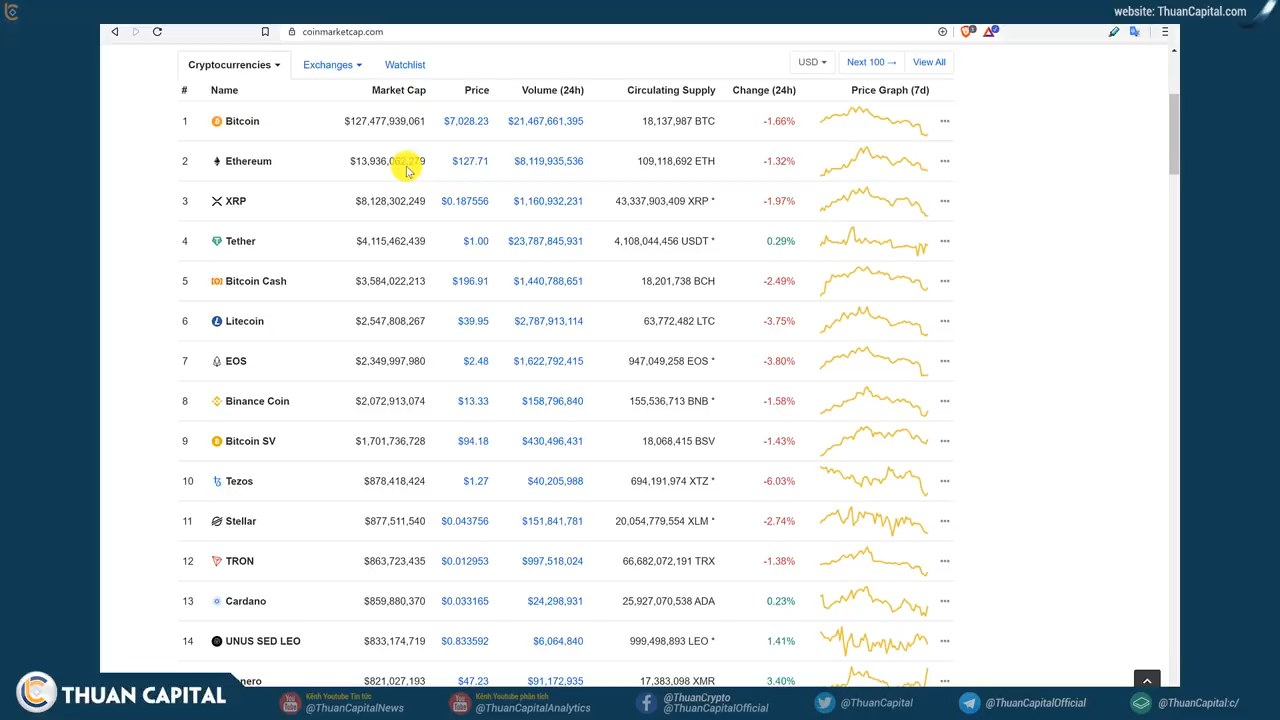 website: ThuanCapital.com
coinmarketcap.com
Cryptocurrencies Exchanges Watchlist USD Next 100 → View All
# Name Market Cap Price Volume (24h) Circulating Supply Change (24h) Price Graph (7d)
1 Bitcoin $127,477,939,061 $7,028.23 $21,467,661,395 18,137,987 BTC -1.66%
2 Ethereum $13,936,062,279 $127.71 $8,119,935,536 109,118,692 ETH -1.32%
3 XRP $8,128,302,249 $0.187556 $1,160,932,231 43,337,903,409 XRP * -1.97%
4 Tether $4,115,462,439 $1.00 $23,787,845,931 4,108,044,456 USDT * 0.29%
5 Bitcoin Cash $3,584,022,213 $196.91 $1,440,788,651 18,201,738 BCH -2.49%
6 Litecoin $2,547,808,267 $39.95 $2,787,913,114 63,772,482 LTC -3.75%
7 EOS $2,349,997,980 $2.48 $1,622,792,415 947,049,258 EOS * -3.80%
8 Binance Coin $2,072,913,074 $13.33 $158,796,840 155,536,713 BNB * -1.58%
9 Bitcoin SV $1,701,736,728 $94.18 $430,496,431 18,068,415 BSV -1.43%
10 Tezos $878,418,424 $1.27 $40,205,988 694,191,974 XTZ * -6.03%
11 Stellar $877,511,540 $0.043756 $151,841,781 20,054,779,554 XLM * -2.74%
12 TRON $863,723,435 $0.012953 $997,518,024 66,682,072,191 TRX -1.38%
13 Cardano $859,880,370 $0.033165 $24,298,931 25,927,070,538 ADA 0.23%
14 UNUS SED LEO $833,174,719 $0.833592 $6,064,840 999,498,893 LEO * 1.41%
nero $821,027,193 $47.23 $91,172,935 17,383,098 XMR 3.40%
THUAN CAPITAL
Kênh Youtube Tin tức
@ThuanCapitalNews
Kênh Youtube phân tích
@ThuanCapitalAnalytics
@ThuanCrypto
@ThuanCapitalOfficial
@ThuanCapital
@ThuanCapitalOfficial
@ThuanCapital:c/